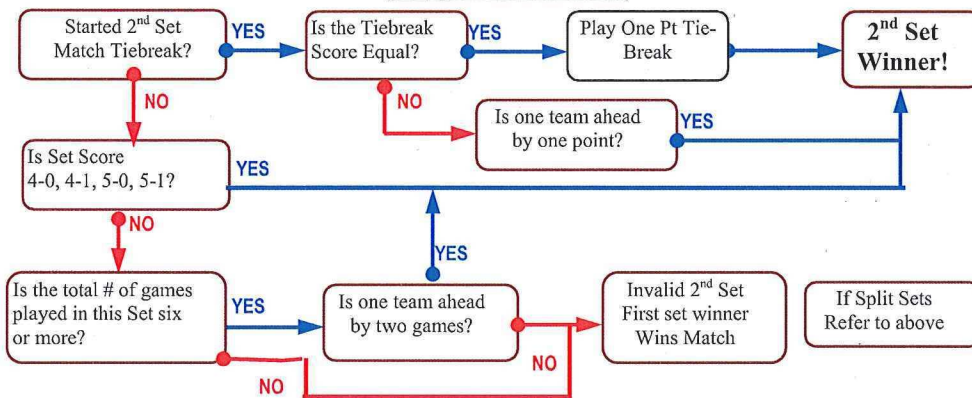 Started 2nd Set
Match Tiebreak?
YES
Is the Tiebreak
Score Equal?
YES
Play One Pt Tie-
Break
2nd Set
Winner!
NO
NO
Is one team ahead
by one point?
YES
Is Set Score
4-0, 4-1, 5-0, 5-1?
YES
NO
YES
Is the total # of games
played in this Set six
or more?
YES
Is one team ahead
by two games?
NO
Invalid 2nd Set
First set winner
Wins Match
If Split Sets
Refer to above
NO